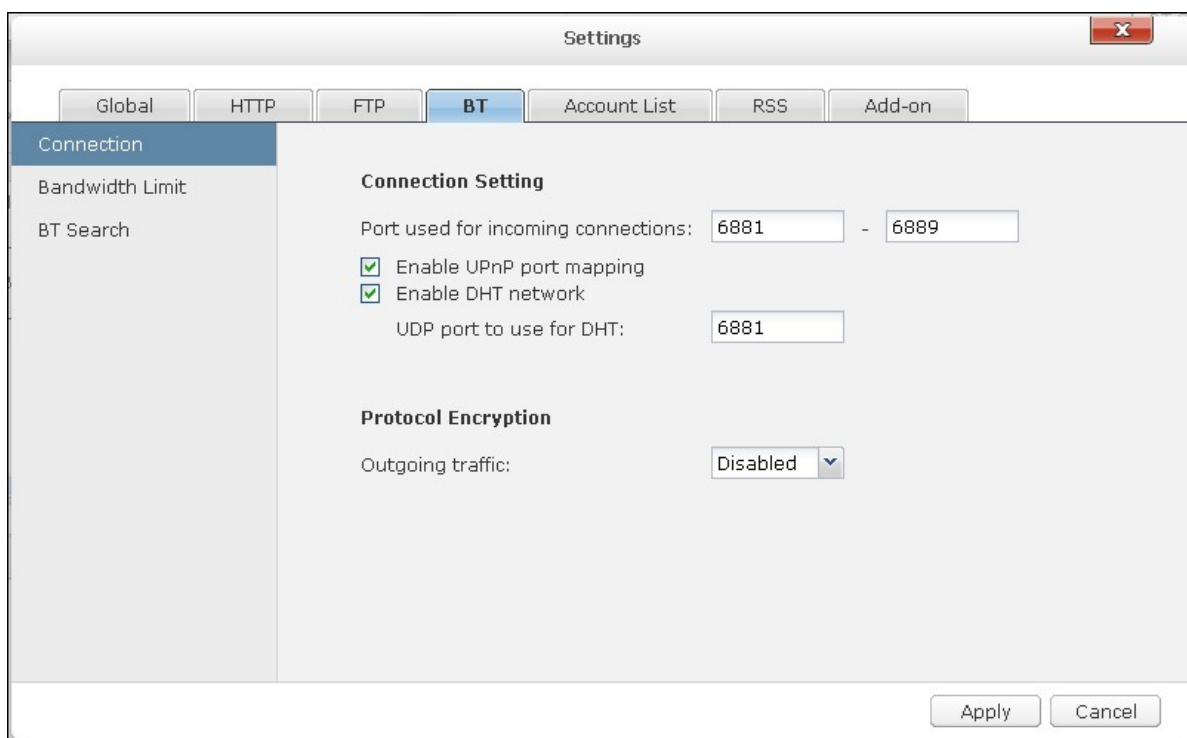 Settings
Global HTTP FTP BT Account List RSS Add-on
Connection
Bandwidth Limit
BT Search
Connection Setting
Port used for incoming connections: 6881 - 6889
Enable UPnP port mapping
Enable DHT network
UDP port to use for DHT: 6881
Protocol Encryption
Outgoing traffic: Disabled
Apply Cancel